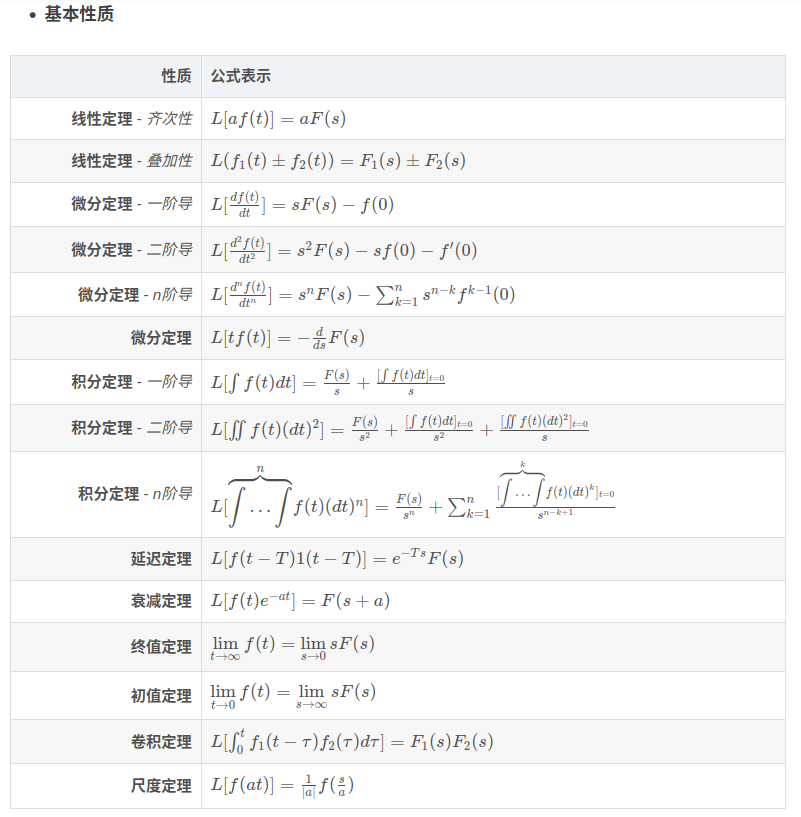 • 基本性质
性质 公式表示
线性定理 - 齐次性 $L[af(t)]=aF(s)$
线性定理 - 叠加性 $L(f_1(t)\pm f_2(t))=F_1(s)\pm F_2(s)$
微分定理 - 一阶导 $L[\frac{df(t)}{dt}]=sF(s)-f(0)$
微分定理 - 二阶导 $L[\frac{d^2f(t)}{dt^2}]=s^2F(s)-sf(0)-f'(0)$
微分定理 - n阶导 $L[\frac{d^nf(t)}{dt^n}]=s^nF(s)-\sum_{k=1}^{n}s^{n-k}f^{k-1}(0)$
微分定理 $L[tf(t)]=-\frac{d}{ds}F(s)$
积分定理 - 一阶导 $L[\int f(t)dt]=\frac{F(s)}{s}+\frac{[\int f(t)dt]_{t=0}}{s}$
积分定理 - 二阶导 $L[\iint f(t)(dt)^2]=\frac{F(s)}{s^2}+\frac{[\int f(t)dt]_{t=0}}{s^2}+\frac{[\iint f(t)(dt)^2]_{t=0}}{s}$
积分定理 - n阶导 $L[\overbrace{\int\dots\int}^{n}f(t)(dt)^n]=\frac{F(s)}{s^n}+\sum_{k=1}^{n}\frac{[\overbrace{\int\dots\int}^{k}f(t)(dt)^k]_{t=0}}{s^{n-k+1}}$
延迟定理 $L[f(t-T)1(t-T)]=e^{-Ts}F(s)$
衰减定理 $L[f(t)e^{-at}]=F(s+a)$
终值定理 $\lim_{t\to\infty}f(t)=\lim_{s\to 0}sF(s)$
初值定理 $\lim_{t\to 0}f(t)=\lim_{s\to\infty}sF(s)$
卷积定理 $L[\int_0^t f_1(t-\tau)f_2(\tau)d\tau]=F_1(s)F_2(s)$
尺度定理 $L[f(at)]=\frac{1}{|a|}f(\frac{s}{a})$